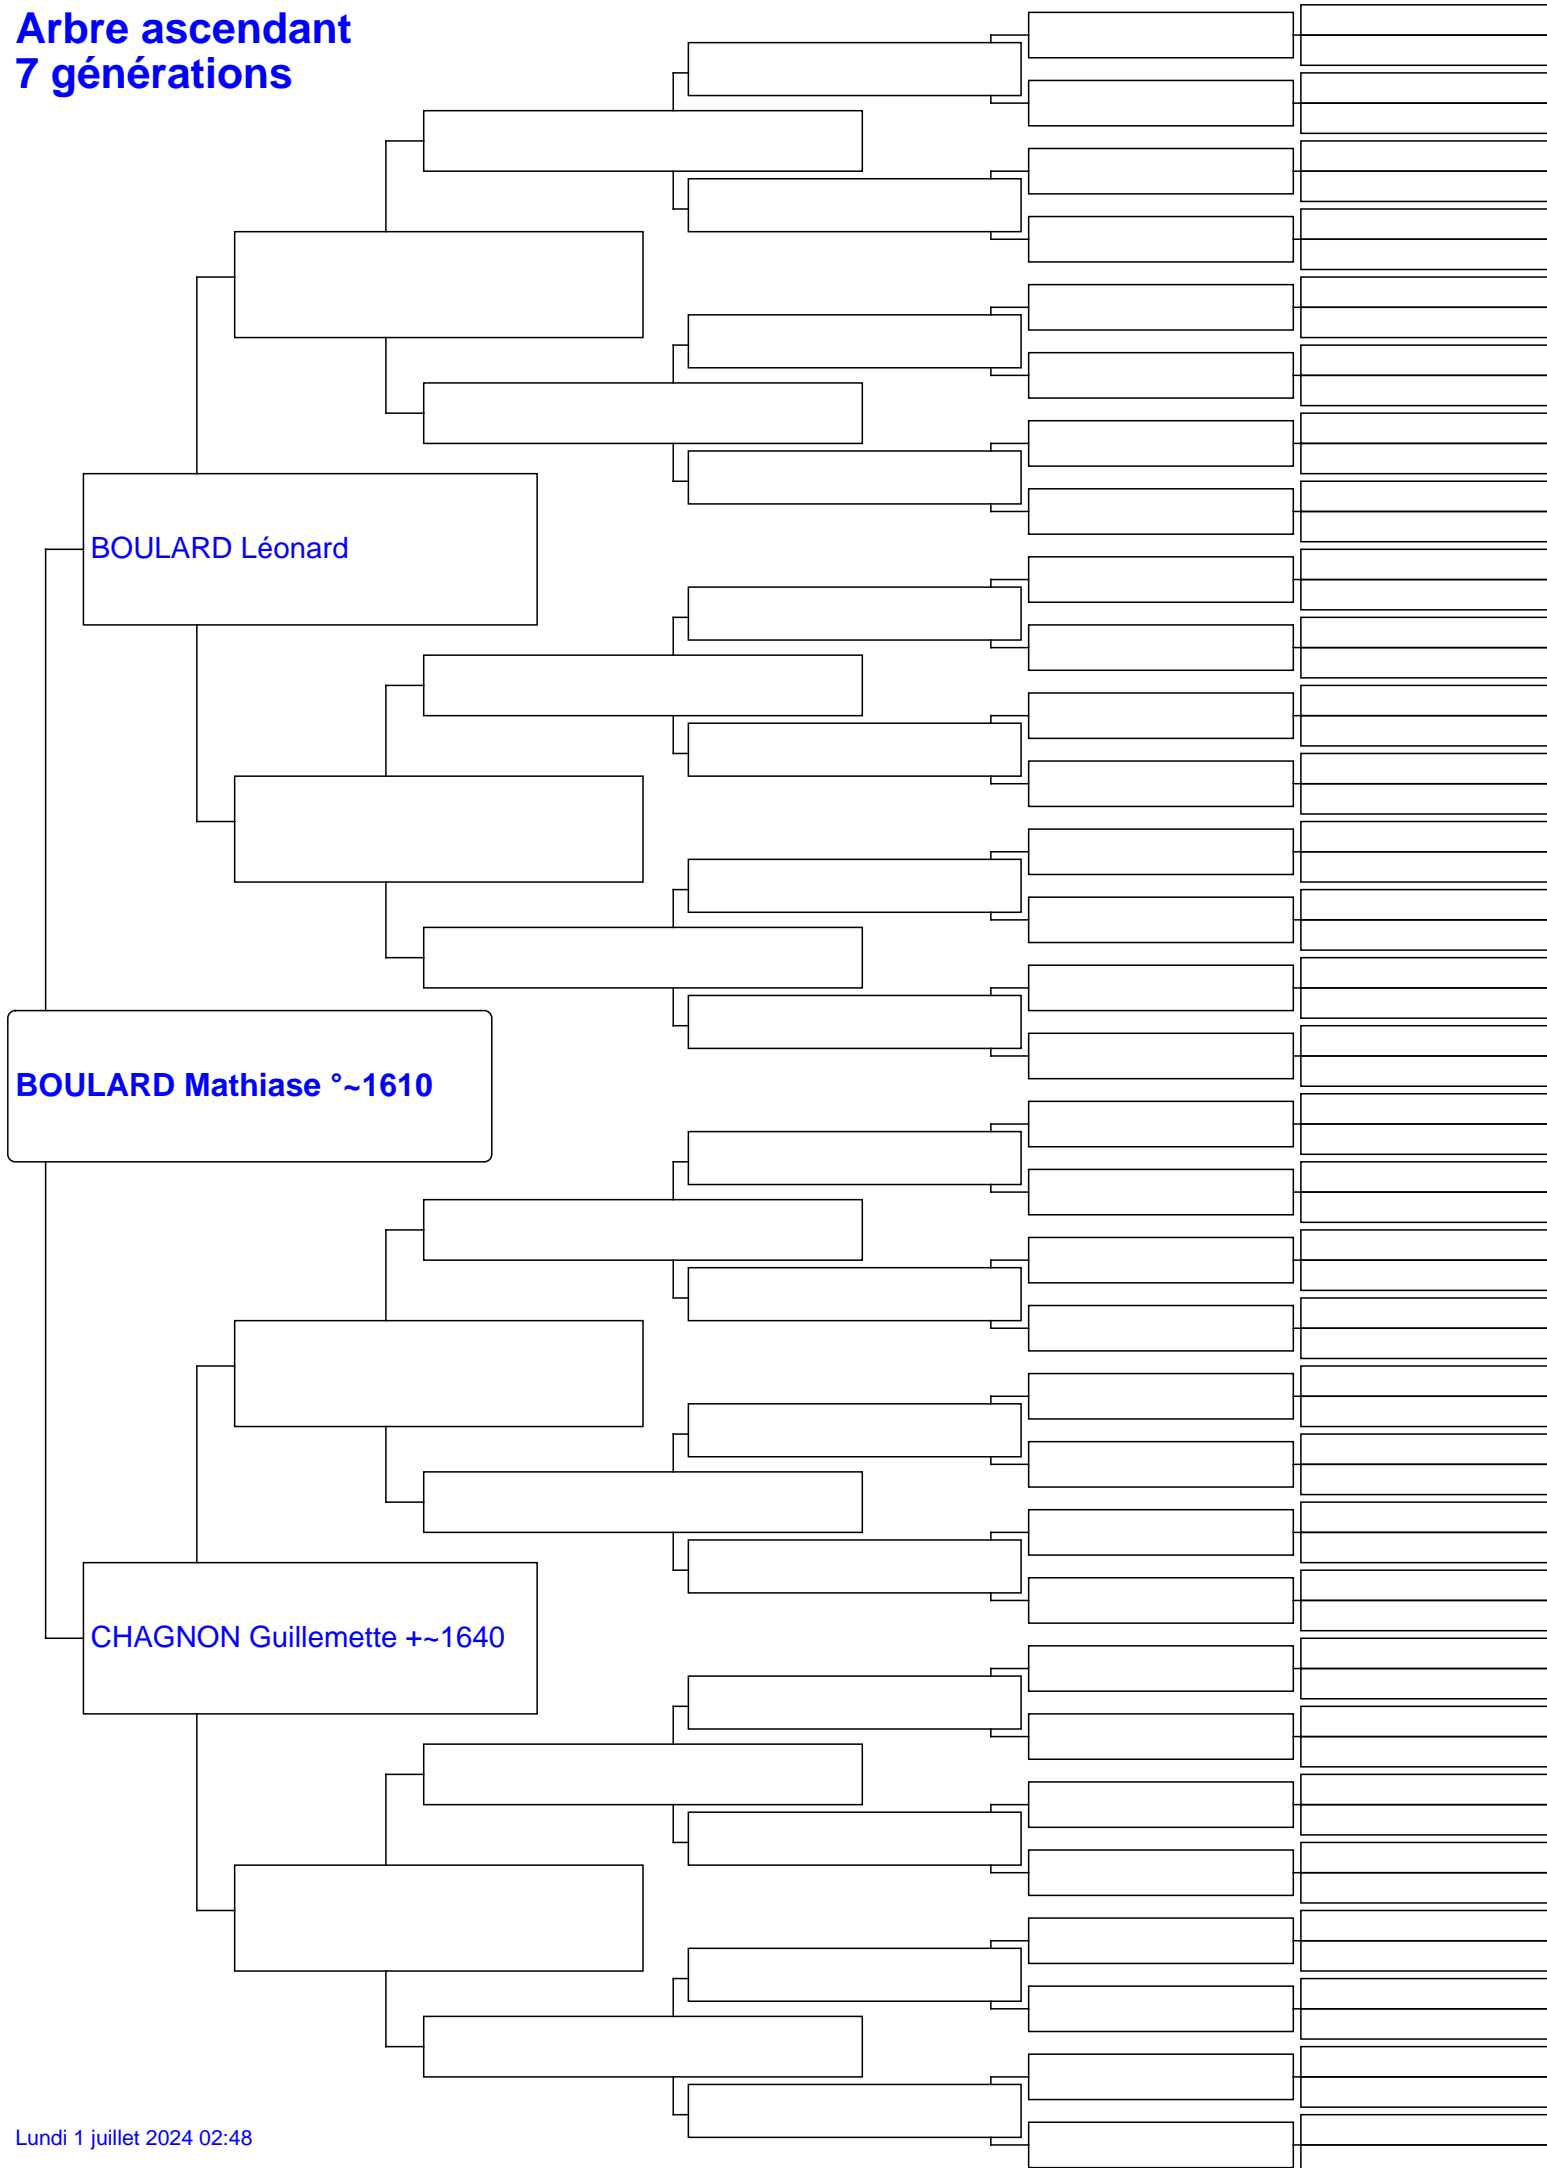 Arbre ascendant
7 générations
BOULARD Léonard
BOULARD Mathiase °~1610
CHAGNON Guillemette +~1640
Lundi 1 juillet 2024 02:48